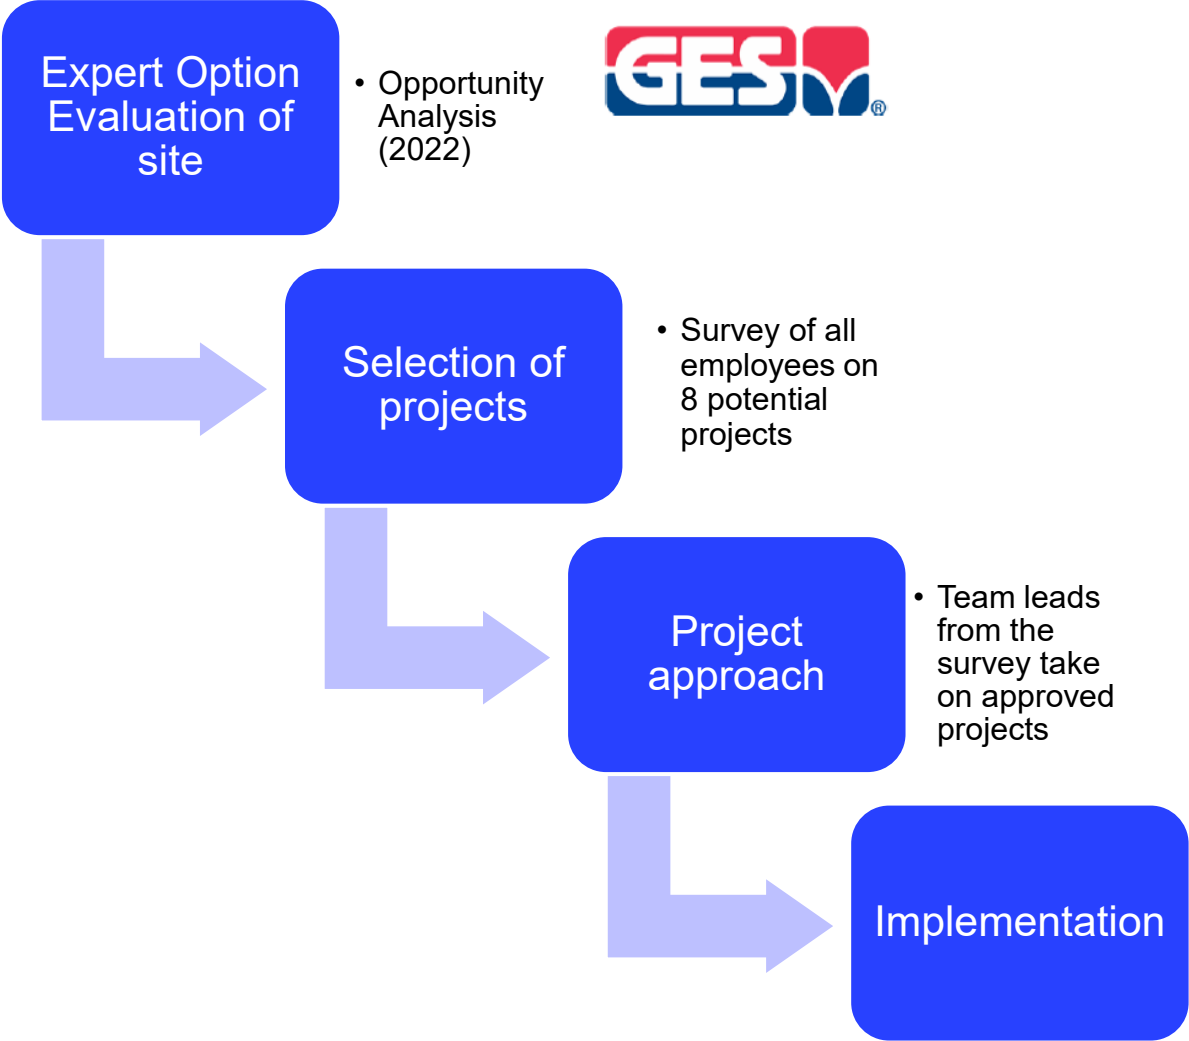 Expert Option
Evaluation of
site
• Opportunity
Analysis
(2022)
GES
®
Selection of
projects
• Survey of all
employees on
8 potential
projects
Project
approach
• Team leads
from the
survey take
on approved
projects
Implementation